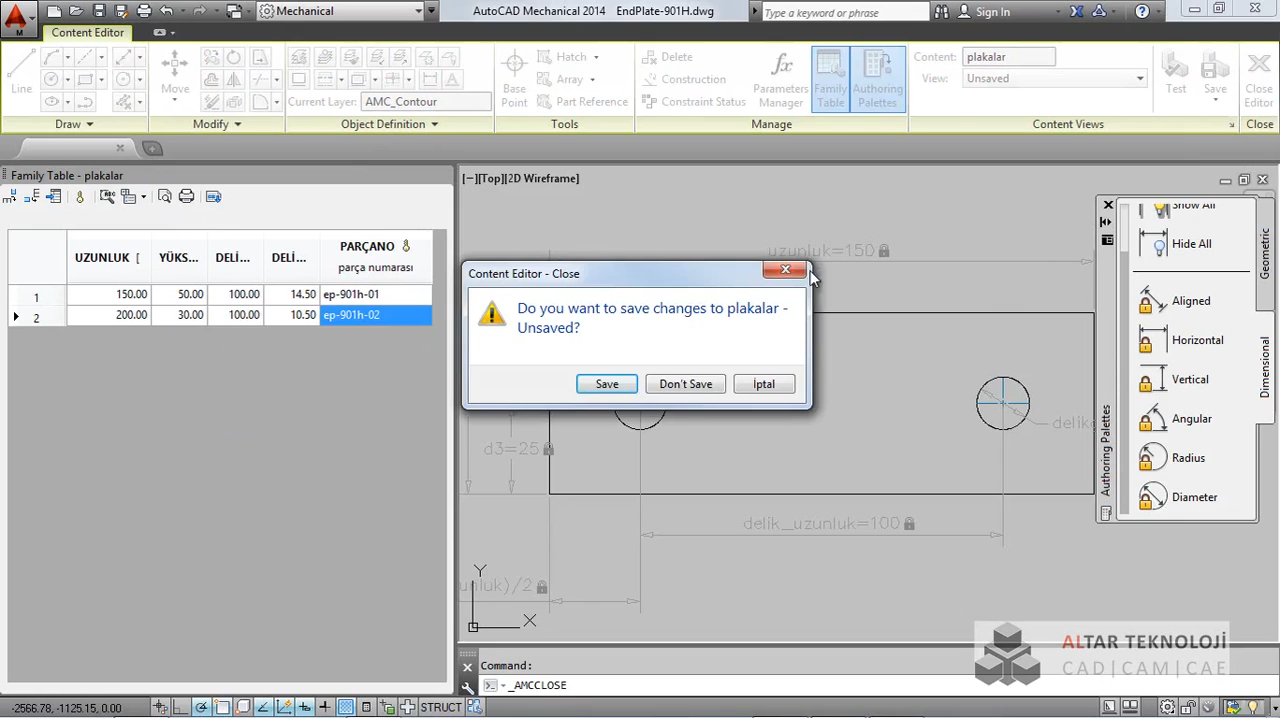 Mechanical
AutoCAD Mechanical 2014 EndPlate-901H.dwg
Type a keyword or phrase
Sign In
Content Editor
Line
Move
Hatch
Array
Current Layer: AMC_Contour
Base Point
Part Reference
Delete
Construction
Constraint Status
Parameters Manager
Family Table
Authoring Palettes
Content: plakalar
View: Unsaved
Test
Save
Close Editor
Draw
Modify
Object Definition
Tools
Manage
Content Views
Close
Family Table - plakalar
UZUNLUK [
YÜKS...
DELİ...
DELİ...
PARÇANO
parça numarası
1 150.00 50.00 100.00 14.50 ep-901h-01
2 200.00 30.00 100.00 10.50 ep-901h-02
[−][Top][2D Wireframe]
uzunluk=150
Content Editor - Close
Do you want to save changes to plakalar -
Unsaved?
Save
Don't Save
İptal
d3=25
delik_uzunluk=100
unluk)/2
Y
X
Show All
Hide All
Aligned
Horizontal
Vertical
Angular
Radius
Diameter
Geometric
Dimensional
Authoring Palettes
ALTAR TEKNOLOJİ
CAD|CAM|CAE
Command:
_AMCCLOSE
-2566.78, -1125.15, 0.00
STRUCT